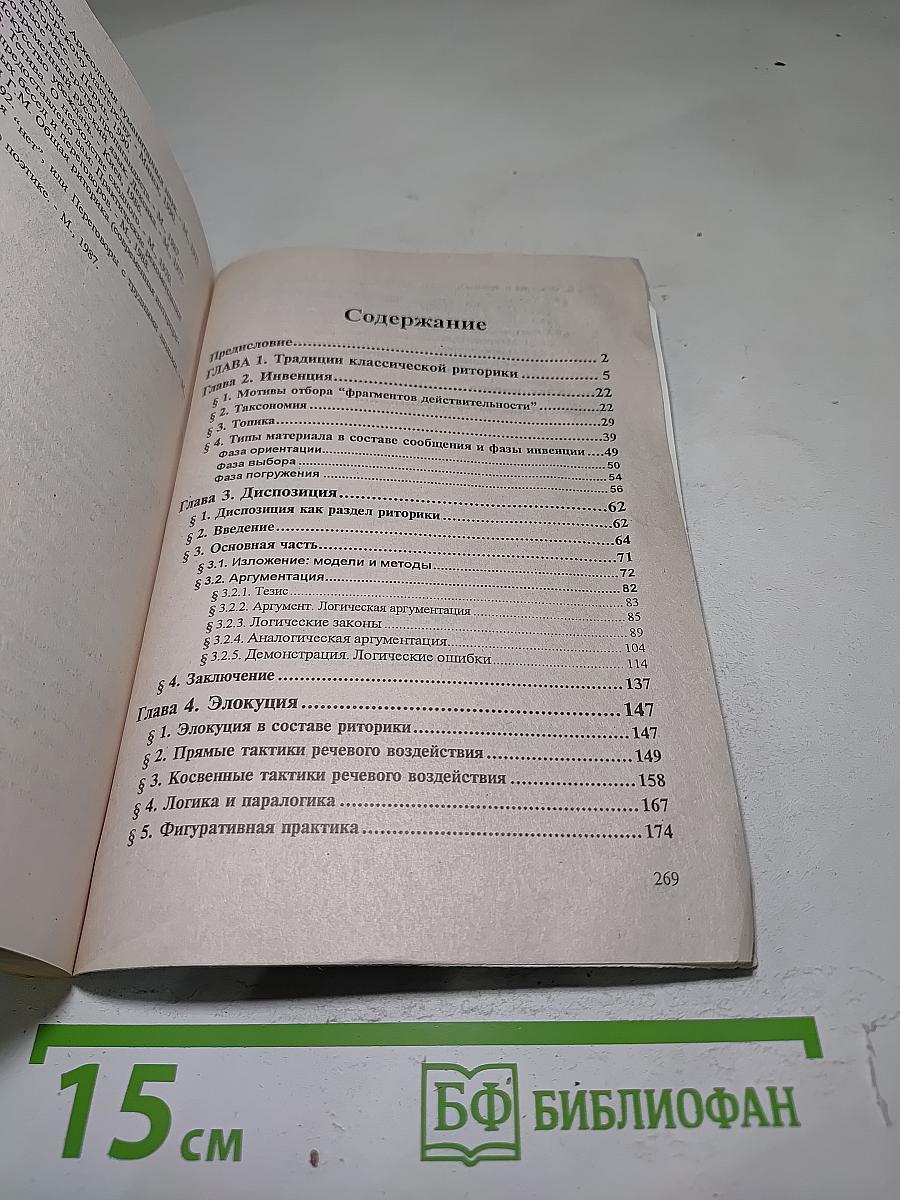 Археология гуманитарн
торскому мастерству
М., 1987.
Содержание
Предисловие 2
ГЛАВА 1. Традиции классической риторики 5
Глава 2. Инвенция 22
§ 1. Мотивы отбора “фрагментов действительности” 22
§ 2. Таксономия 29
§ 3. Топика 39
§ 4. Типы материала в составе сообщения и фазы инвенции 49
Фаза ориентации 50
Фаза выбора 54
Фаза погружения 56
Глава 3. Диспозиция 62
§ 1. Диспозиция как раздел риторики 62
§ 2. Введение 64
§ 3. Основная часть 71
§ 3.1. Изложение: модели и методы 72
§ 3.2. Аргументация 82
§ 3.2.1. Тезис 83
§ 3.2.2. Аргумент. Логическая аргументация 85
§ 3.2.3. Логические законы 89
§ 3.2.4. Аналогическая аргументация 104
§ 3.2.5. Демонстрация. Логические ошибки 114
§ 4. Заключение 137
Глава 4. Элокуция 147
§ 1. Элокуция в составе риторики 147
§ 2. Прямые тактики речевого воздействия 149
§ 3. Косвенные тактики речевого воздействия 158
§ 4. Логика и паралогика 167
§ 5. Фигуративная практика 174
269
15 см
БФ БИБЛИОФАН